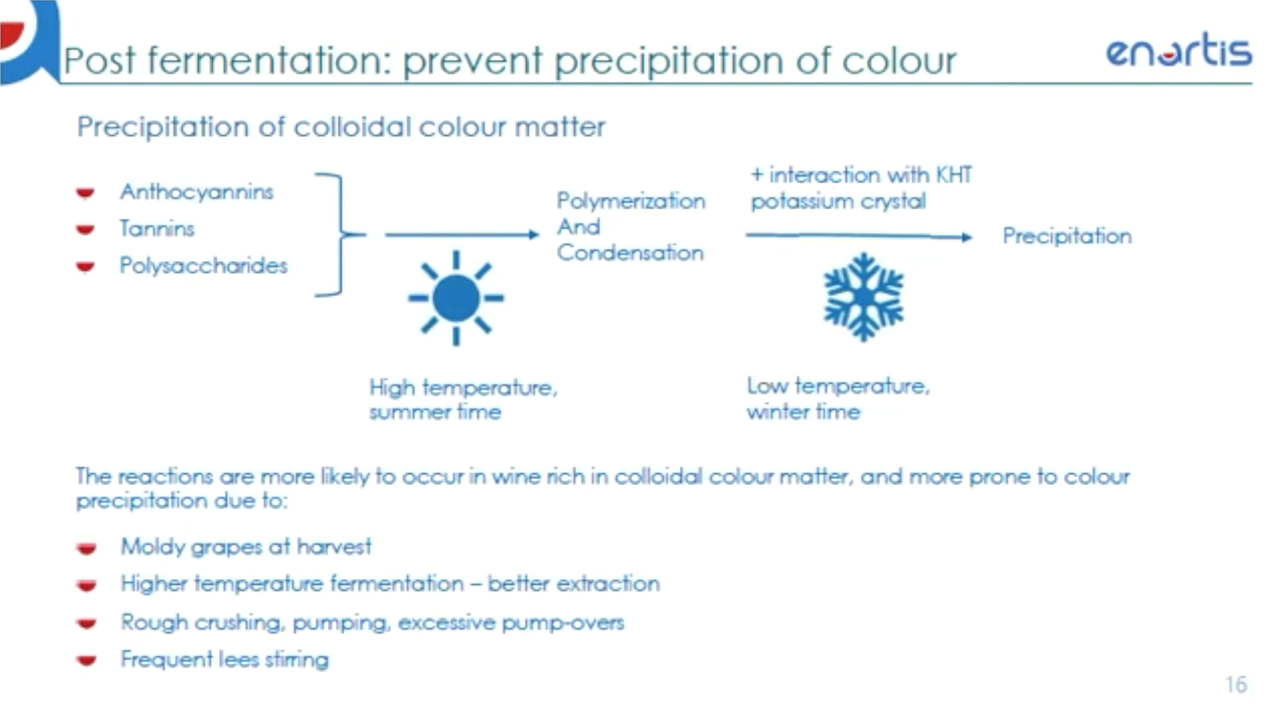 Post fermentation: prevent precipitation of colour
enartis
Precipitation of colloidal colour matter
Anthocyannins
Tannins
Polysaccharides
Polymerization
And
Condensation
+ interaction with KHT
potassium crystal
Precipitation
High temperature,
summer time
Low temperature,
winter time
The reactions are more likely to occur in wine rich in colloidal colour matter, and more prone to colour
precipitation due to:
Moldy grapes at harvest
Higher temperature fermentation – better extraction
Rough crushing, pumping, excessive pump-overs
Frequent lees stirring
16